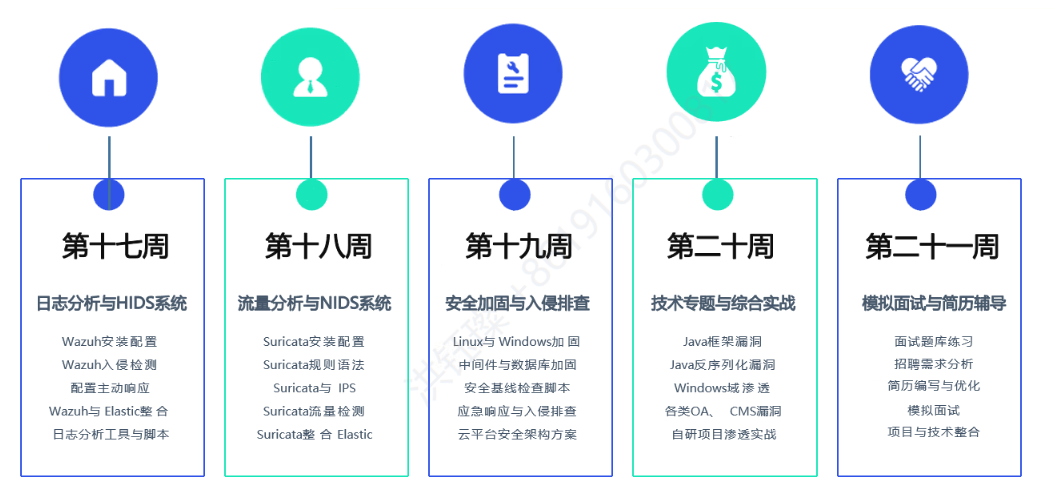 第十七周
日志分析与HIDS系统
Wazuh安装配置
Wazuh入侵检测
配置主动响应
Wazuh与 Elastic整 合
日志分析工具与脚本
第十八周
流量分析与NIDS系统
Suricata安装配置
Suricata规则语法
Suricata与 IPS
Suricata流量检测
Suricata整 合 Elastic
第十九周
安全加固与入侵排查
Linux与 Windows加 固
中间件与数据库加固
安全基线检查脚本
应急响应与入侵排查
云平台安全架构方案
第二十周
技术专题与综合实战
Java框架漏洞
Java反序列化漏洞
Windows域 渗 透
各类OA、 CMS漏洞
自研项目渗透实战
第二十一周
模拟面试与简历辅导
面试题库练习
招聘需求分析
简历编写与优化
模拟面试
项目与技术整合